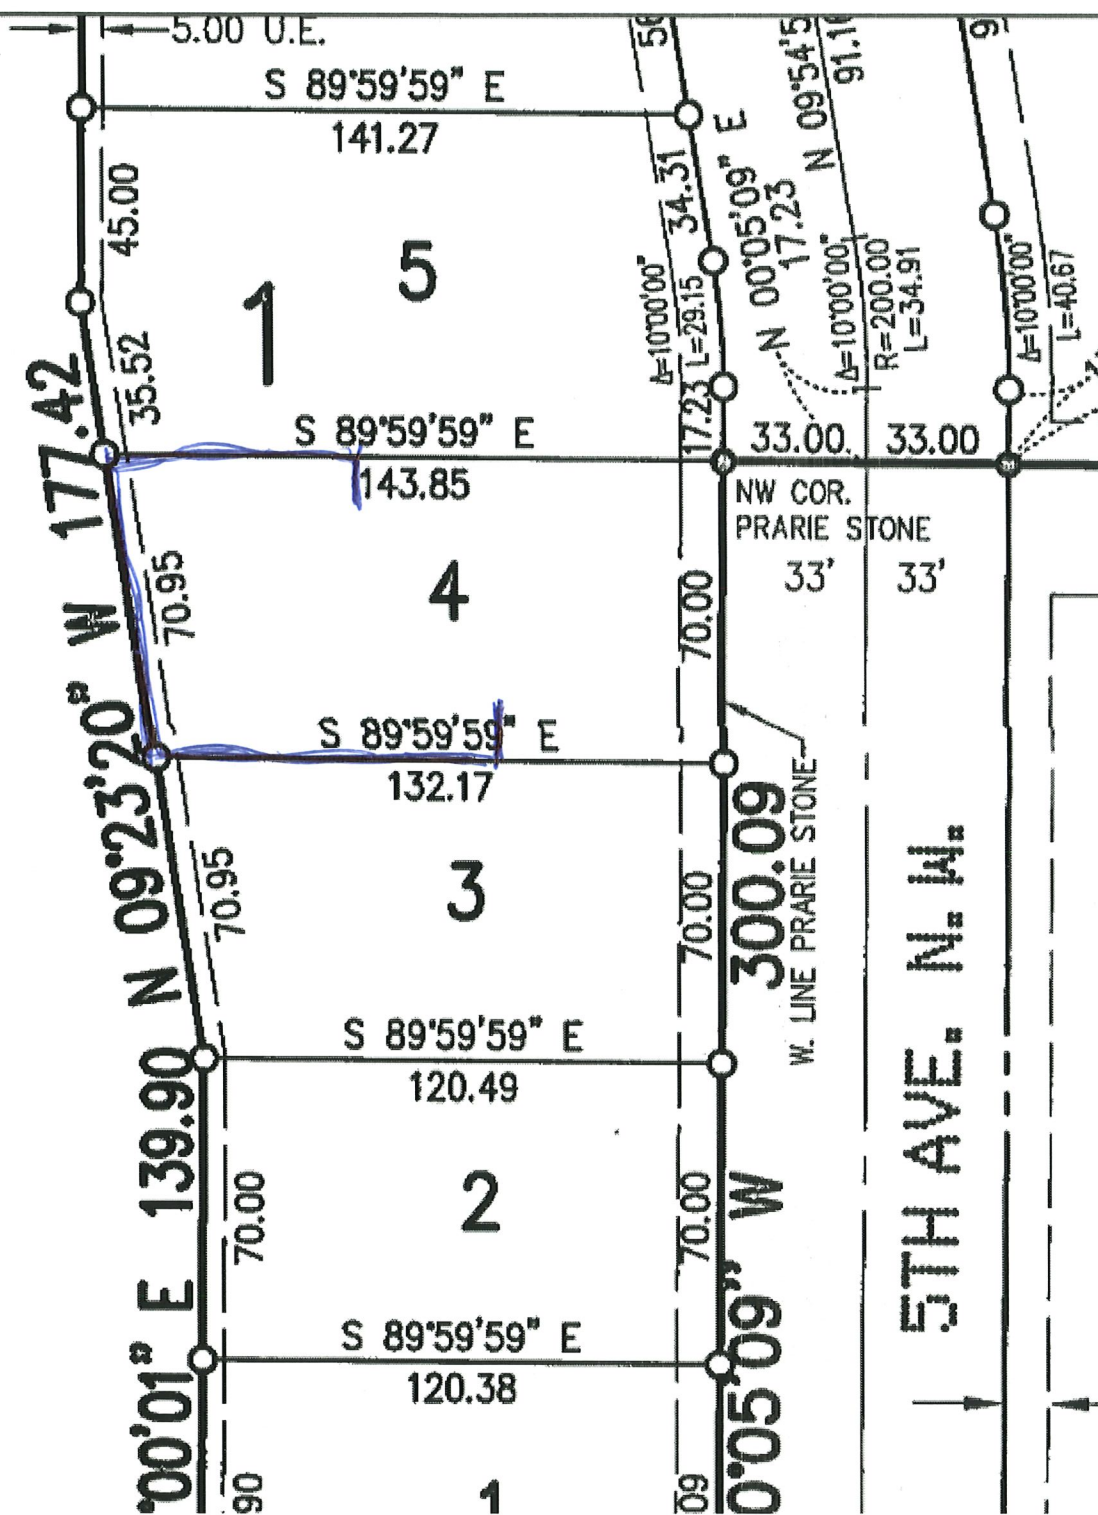 5.00 U.E.
S 89°59'59" E
141.27
45.00
34.31
N 00°05'09" E
17.23
N 09°54'5
91.1
5
1
35.52
Δ=10°00'00"
L=29.15
17.23
Δ=10°00'00"
R=200.00
L=34.91
Δ=10°00'00"
L=40.67
177.42
S 89°59'59" E
143.85
33.00
33.00
NW COR.
PRARIE STONE
33'
33'
4
70.95
70.00
N 09°23'20" W
S 89°59'59" E
132.17
3
70.95
70.00
300.09
W. LINE PRARIE STONE
5TH AVE. N.W.
S 89°59'59" E
120.49
139.90
2
70.00
70.00
S 89°59'59" E
120.38
°00'01" E
0°05'09" W
90
1
09